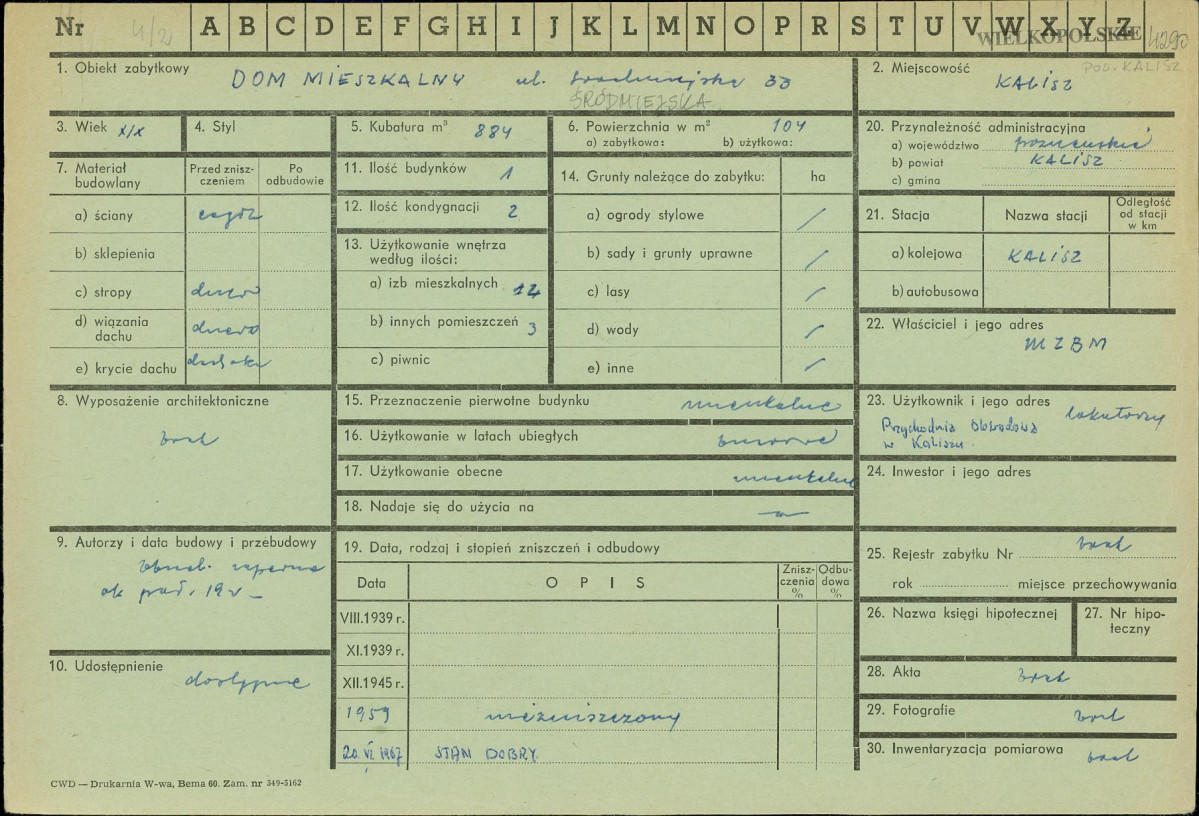 Nr 4/21 A B C D E F G H I J K L M N O P R S T U V W X Y Z
WIELKOPOLSKIE 4290
POW. KALISZ
1. Obiekt zabytkowy DOM MIESZKALNY ul. Śródmiejska 33
ŚRÓDMIEJSKA
2. Miejscowość KALISZ
3. Wiek XIX
4. Styl
5. Kubatura m³ 884
6. Powierzchnia w m² 104
a) zabytkowa: b) użytkowa:
20. Przynależność administracyjna
a) województwo poznańskie
b) powiat KALISZ
c) gmina
7. Materiał budowlany
Przed zniszczeniem
Po odbudowie
a) ściany cegła
b) sklepienia
c) stropy drewno
d) wiązania dachu drewno
e) krycie dachu dachówka
11. Ilość budynków 1
12. Ilość kondygnacji 2
13. Użytkowanie wnętrza
według ilości:
a) izb mieszkalnych 12
b) innych pomieszczeń 3
c) piwnic
14. Grunty należące do zabytku: ha
a) ogrody stylowe /
b) sady i grunty uprawne /
c) lasy /
d) wody /
e) inne /
21. Stacja
Nazwa stacji
Odległość od stacji w km
a) kolejowa KALISZ
b) autobusowa
22. Właściciel i jego adres
MZBM
8. Wyposażenie architektoniczne
brak
15. Przeznaczenie pierwotne budynku mieszkalne
16. Użytkowanie w latach ubiegłych
17. Użytkowanie obecne mieszkalne
18. Nadaje się do użycia na
23. Użytkownik i jego adres
lokatorzy
Przychodnia Obwodowa
w Kaliszu.
24. Inwestor i jego adres
9. Autorzy i data budowy i przebudowy
19. Data, rodzaj i stopień zniszczeń i odbudowy
Data
OPIS
Zniszczenia %
Odbudowa %
VIII.1939 r.
XI.1939 r.
XII.1945 r.
1959 niezniszczony
20.VI.1967 STAN DOBRY.
10. Udostępnienie
dostępne
25. Rejestr zabytku Nr brak
rok miejsce przechowywania
26. Nazwa księgi hipotecznej
27. Nr hipoteczny
28. Akta brak
29. Fotografie brak
30. Inwentaryzacja pomiarowa brak
CWD — Drukarnia W-wa, Bema 60. Zam. nr 349-5162